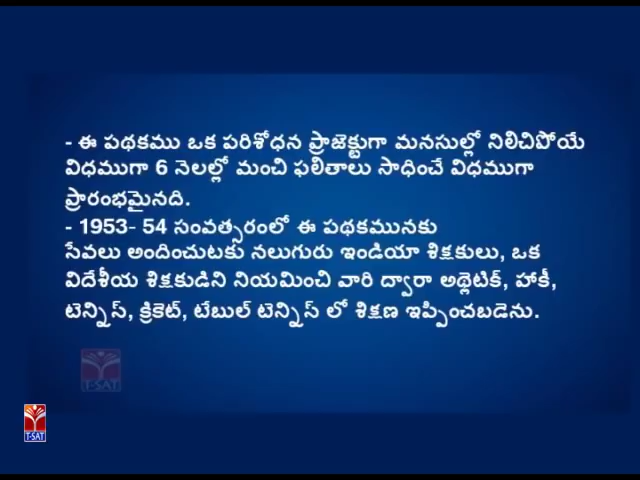 - ఈ పథకము ఒక పరిశోధన ప్రాజెక్టుగా మనసుల్లో నిలిచిపోయే
విధముగా 6 నెలల్లో మంచి ఫలితాలు సాధించే విధముగా
ప్రారంభమైనది.
- 1953- 54 సంవత్సరంలో ఈ పథకమునకు
సేవలు అందించుటకు నలుగురు ఇండియా శిక్షకులు, ఒక
విదేశీయ శిక్షకుడిని నియమించి వారి ద్వారా అథ్లెటిక్, హాకీ,
టెన్నిస్, క్రికెట్, టేబుల్ టెన్నిస్ లో శిక్షణ ఇప్పించబడెను.
T-SAT
T-SAT